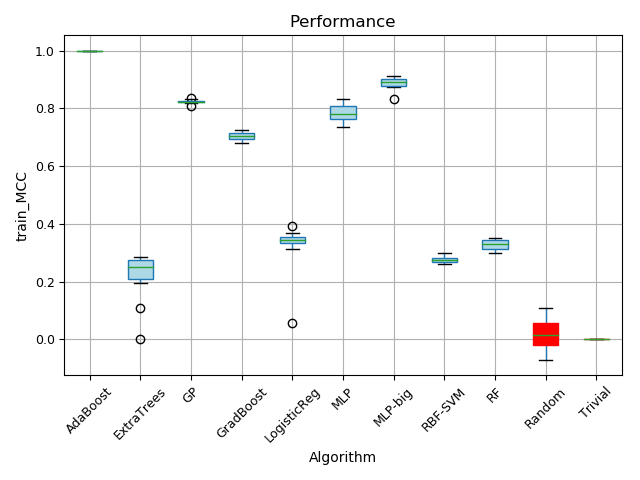 Performance
train_MCC
1.0
0.8
0.6
0.4
0.2
0.0
AdaBoost
ExtraTrees
GP
GradBoost
LogisticReg
MLP
MLP-big
RBF-SVM
RF
Random
Trivial
Algorithm